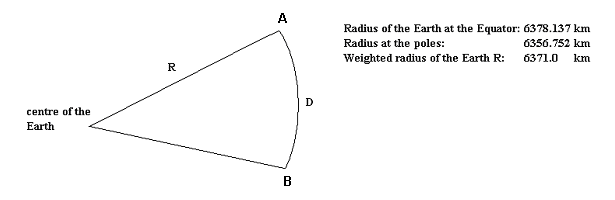 A
Radius of the Earth at the Equator: 6378.137 km
Radius at the poles: 6356.752 km
Weighted radius of the Earth R: 6371.0 km
R
D
centre of the
Earth
B